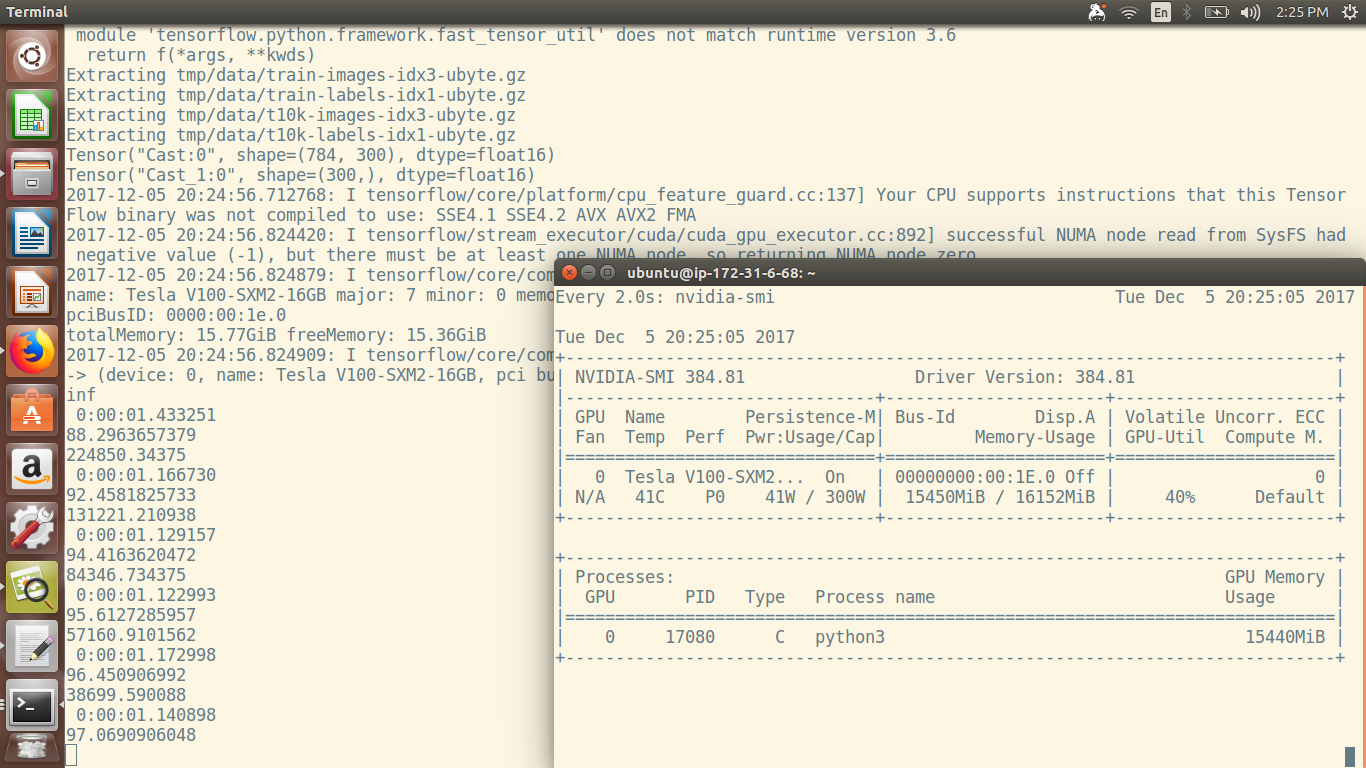 Terminal
En
2:25 PM
module 'tensorflow.python.framework.fast_tensor_util' does not match runtime version 3.6
return f(*args, **kwds)
Extracting tmp/data/train-images-idx3-ubyte.gz
Extracting tmp/data/train-labels-idx1-ubyte.gz
Extracting tmp/data/t10k-images-idx3-ubyte.gz
Extracting tmp/data/t10k-labels-idx1-ubyte.gz
Tensor("Cast:0", shape=(784, 300), dtype=float16)
Tensor("Cast_1:0", shape=(300,), dtype=float16)
2017-12-05 20:24:56.712768: I tensorflow/core/platform/cpu_feature_guard.cc:137] Your CPU supports instructions that this Tensor
Flow binary was not compiled to use: SSE4.1 SSE4.2 AVX AVX2 FMA
2017-12-05 20:24:56.824420: I tensorflow/stream_executor/cuda/cuda_gpu_executor.cc:892] successful NUMA node read from SysFS had
negative value (-1), but there must be at least one NUMA node, so returning NUMA node zero
2017-12-05 20:24:56.824879: I tensorflow/core/com
name: Tesla V100-SXM2-16GB major: 7 minor: 0 memo
pciBusID: 0000:00:1e.0
totalMemory: 15.77GiB freeMemory: 15.36GiB
2017-12-05 20:24:56.824909: I tensorflow/core/com
-> (device: 0, name: Tesla V100-SXM2-16GB, pci bu
inf
0:00:01.433251
88.2963657379
224850.34375
0:00:01.166730
92.4581825733
131221.210938
0:00:01.129157
94.4163620472
84346.734375
0:00:01.122993
95.6127285957
57160.9101562
0:00:01.172998
96.450906992
38699.590088
0:00:01.140898
97.0690906048
ubuntu@ip-172-31-6-68: ~
Every 2.0s: nvidia-smi Tue Dec 5 20:25:05 2017
Tue Dec 5 20:25:05 2017
+-----------------------------------------------------------------------------+
| NVIDIA-SMI 384.81 Driver Version: 384.81 |
|-------------------------------+----------------------+----------------------+
| GPU Name Persistence-M| Bus-Id Disp.A | Volatile Uncorr. ECC |
| Fan Temp Perf Pwr:Usage/Cap| Memory-Usage | GPU-Util Compute M. |
|===============================+======================+======================|
| 0 Tesla V100-SXM2... On | 00000000:00:1E.0 Off | 0 |
| N/A 41C P0 41W / 300W | 15450MiB / 16152MiB | 40% Default |
+-------------------------------+----------------------+----------------------+
+-----------------------------------------------------------------------------+
| Processes: GPU Memory |
| GPU PID Type Process name Usage |
|=============================================================================|
| 0 17080 C python3 15440MiB |
+-----------------------------------------------------------------------------+